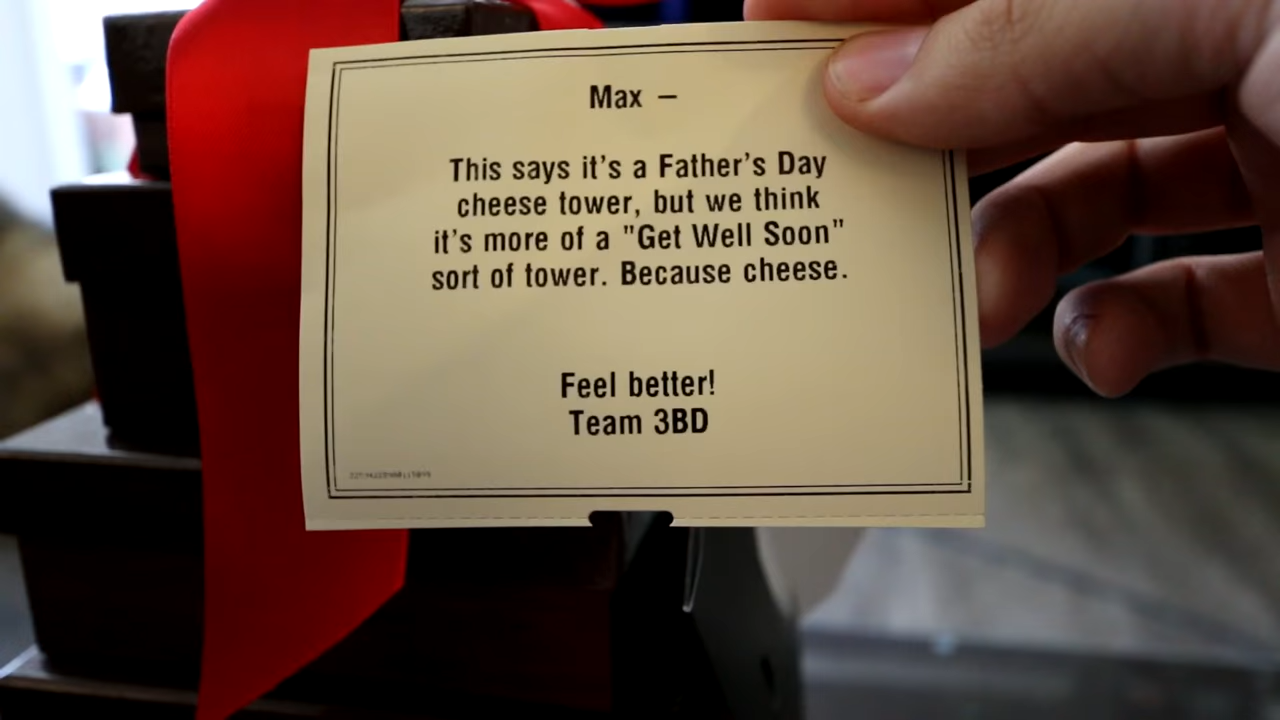 Max –
This says it's a Father's Day
cheese tower, but we think
it's more of a "Get Well Soon"
sort of tower. Because cheese.
Feel better!
Team 3BD